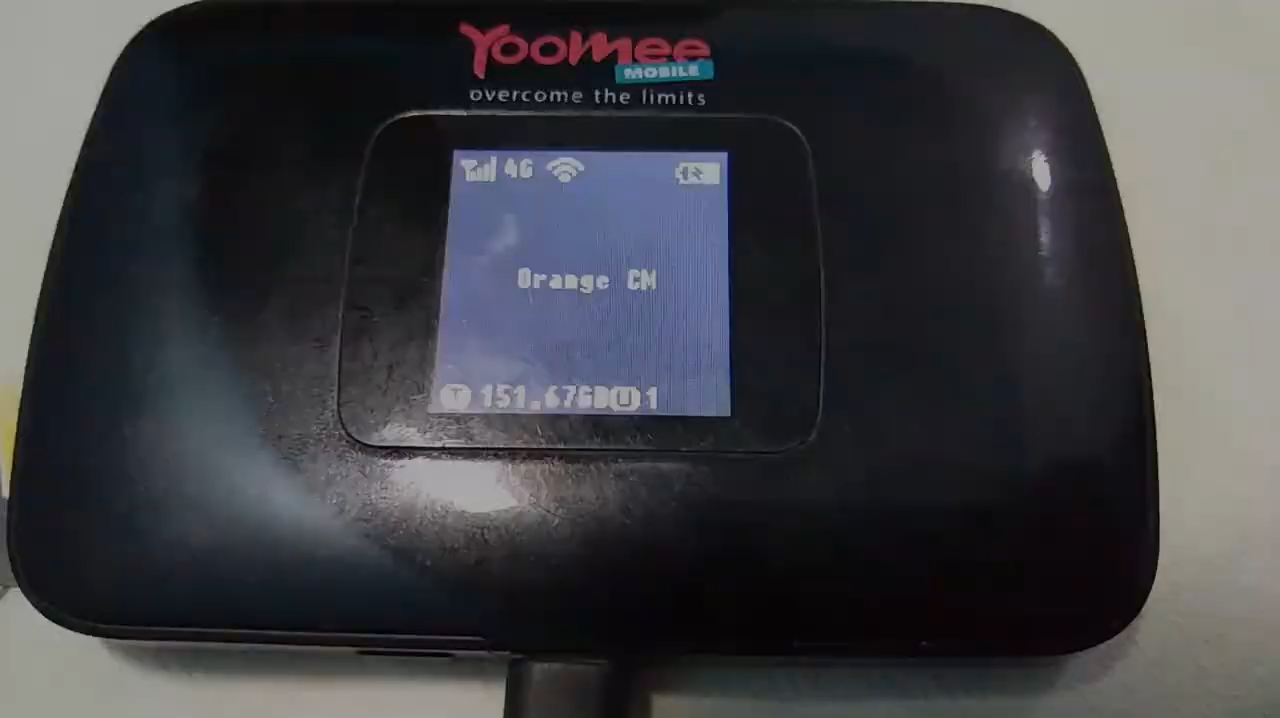 Yoomee
MOBILE
overcome the limits
4G
Orange CM
T 151.67GB U 1